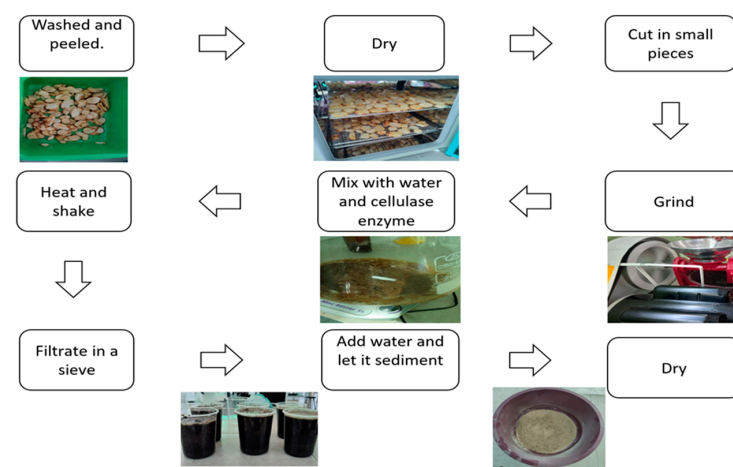 Washed and
peeled.
Dry
Cut in small
pieces
Heat and
shake
Mix with water
and cellulase
enzyme
Grind
Filtrate in a
sieve
Add water and
let it sediment
Dry